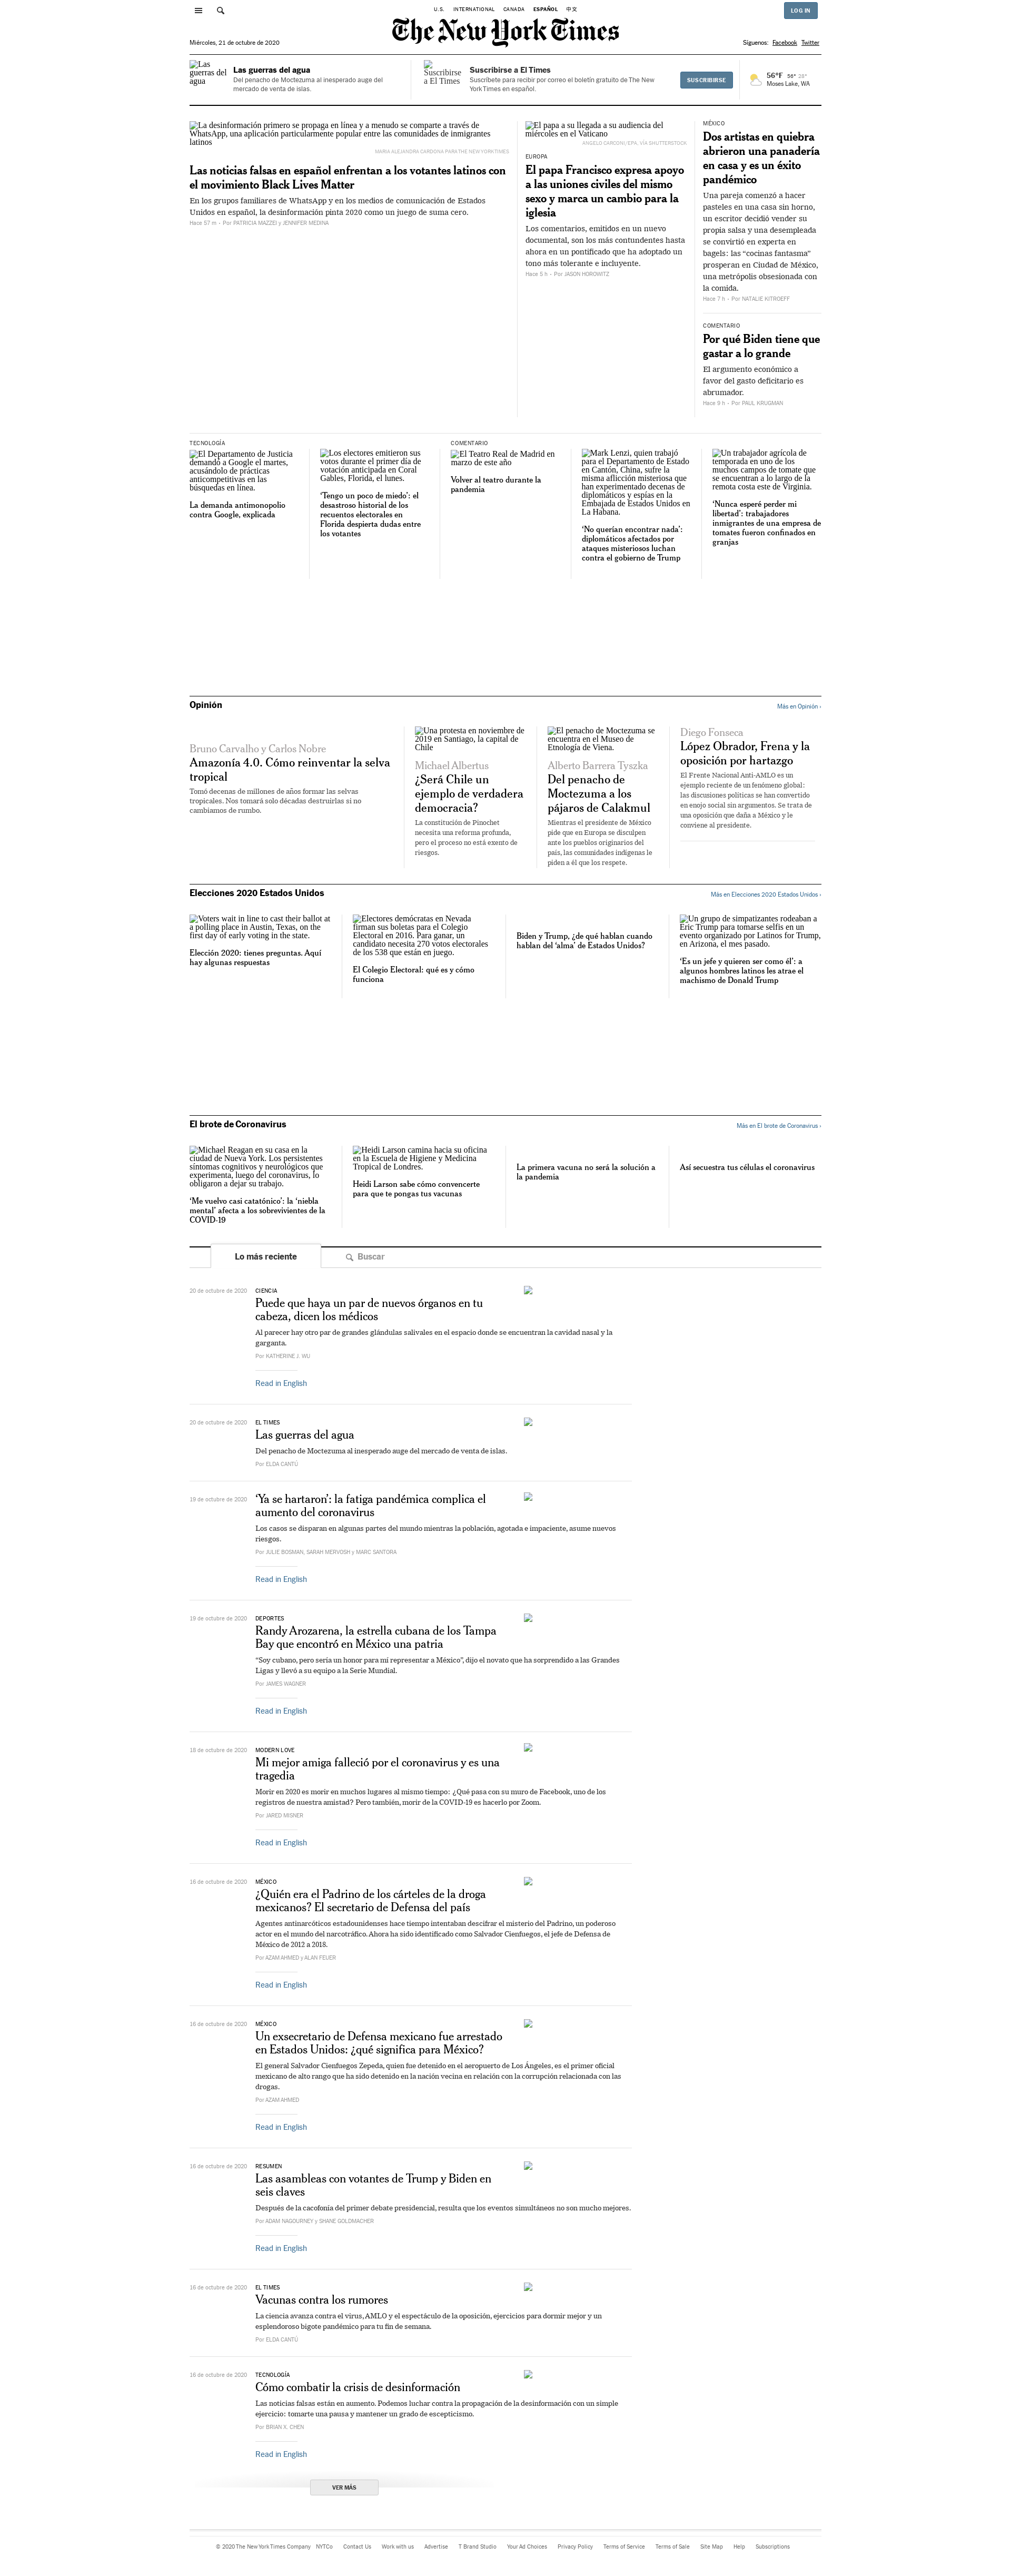 U.S. INTERNATIONAL CANADA ESPAÑOL 中文
LOG IN
The New York Times
Miércoles, 21 de octubre de 2020
Síguenos: Facebook Twitter
Las guerras del agua
Las guerras del agua
Del penacho de Moctezuma al inesperado auge del
mercado de venta de islas.
Suscribirse a El Times
Suscribirse a El Times
Suscríbete para recibir por correo el boletín gratuito de The New
York Times en español.
SUSCRIBIRSE
56°F 56° 28°
Moses Lake, WA
La desinformación primero se propaga en línea y a menudo se comparte a través de
WhatsApp, una aplicación particularmente popular entre las comunidades de inmigrantes
latinos
MARIA ALEJANDRA CARDONA PARA THE NEW YORK TIMES
Las noticias falsas en español enfrentan a los votantes latinos con
el movimiento Black Lives Matter
En los grupos familiares de WhatsApp y en los medios de comunicación de Estados
Unidos en español, la desinformación pinta 2020 como un juego de suma cero.
Hace 57 m - Por PATRICIA MAZZEI y JENNIFER MEDINA
El papa a su llegada a su audiencia del
miércoles en el Vaticano
ANGELO CARCONI/EPA, VÍA SHUTTERSTOCK
EUROPA
El papa Francisco expresa apoyo
a las uniones civiles del mismo
sexo y marca un cambio para la
iglesia
Los comentarios, emitidos en un nuevo
documental, son los más contundentes hasta
ahora en un pontificado que ha adoptado un
tono más tolerante e incluyente.
Hace 5 h - Por JASON HOROWITZ
MÉXICO
Dos artistas en quiebra
abrieron una panadería
en casa y es un éxito
pandémico
Una pareja comenzó a hacer
pasteles en una casa sin horno,
un escritor decidió vender su
propia salsa y una desempleada
se convirtió en experta en
bagels: las “cocinas fantasma”
prosperan en Ciudad de México,
una metrópolis obsesionada con
la comida.
Hace 7 h - Por NATALIE KITROEFF
COMENTARIO
Por qué Biden tiene que
gastar a lo grande
El argumento económico a
favor del gasto deficitario es
abrumador.
Hace 9 h - Por PAUL KRUGMAN
TECNOLOGÍA
El Departamento de Justicia
demandó a Google el martes,
acusándolo de prácticas
anticompetitivas en las
búsquedas en línea.
La demanda antimonopolio
contra Google, explicada
Los electores emitieron sus
votos durante el primer día de
votación anticipada en Coral
Gables, Florida, el lunes.
‘Tengo un poco de miedo’: el
desastroso historial de los
recuentos electorales en
Florida despierta dudas entre
los votantes
COMENTARIO
El Teatro Real de Madrid en
marzo de este año
Volver al teatro durante la
pandemia
Mark Lenzi, quien trabajó
para el Departamento de Estado
en Cantón, China, sufre la
misma aflicción misteriosa que
han experimentado decenas de
diplomáticos y espías en la
Embajada de Estados Unidos en
La Habana.
‘No querían encontrar nada’:
diplomáticos afectados por
ataques misteriosos luchan
contra el gobierno de Trump
Un trabajador agrícola de
temporada en uno de los
muchos campos de tomate que
se encuentran a lo largo de la
remota costa este de Virginia.
‘Nunca esperé perder mi
libertad’: trabajadores
inmigrantes de una empresa de
tomates fueron confinados en
granjas
Opinión
Más en Opinión ›
Bruno Carvalho y Carlos Nobre
Amazonía 4.0. Cómo reinventar la selva
tropical
Tomó decenas de millones de años formar las selvas
tropicales. Nos tomará solo décadas destruirlas si no
cambiamos de rumbo.
Una protesta en noviembre de
2019 en Santiago, la capital de
Chile
Michael Albertus
¿Será Chile un
ejemplo de verdadera
democracia?
La constitución de Pinochet
necesita una reforma profunda,
pero el proceso no está exento de
riesgos.
El penacho de Moctezuma se
encuentra en el Museo de
Etnología de Viena.
Alberto Barrera Tyszka
Del penacho de
Moctezuma a los
pájaros de Calakmul
Mientras el presidente de México
pide que en Europa se disculpen
ante los pueblos originarios del
país, las comunidades indígenas le
piden a él que los respete.
Diego Fonseca
López Obrador, Frena y la
oposición por hartazgo
El Frente Nacional Anti-AMLO es un
ejemplo reciente de un fenómeno global:
las discusiones políticas se han convertido
en enojo social sin argumentos. Se trata de
una oposición que daña a México y le
conviene al presidente.
Elecciones 2020 Estados Unidos
Más en Elecciones 2020 Estados Unidos ›
Voters wait in line to cast their ballot at
a polling place in Austin, Texas, on the
first day of early voting in the state.
Elección 2020: tienes preguntas. Aquí
hay algunas respuestas
Electores demócratas en Nevada
firman sus boletas para el Colegio
Electoral en 2016. Para ganar, un
candidato necesita 270 votos electorales
de los 538 que están en juego.
El Colegio Electoral: qué es y cómo
funciona
Biden y Trump, ¿de qué hablan cuando
hablan del ‘alma’ de Estados Unidos?
Un grupo de simpatizantes rodeaban a
Eric Trump para tomarse selfis en un
evento organizado por Latinos for Trump,
en Arizona, el mes pasado.
‘Es un jefe y quieren ser como él’: a
algunos hombres latinos les atrae el
machismo de Donald Trump
El brote de Coronavirus
Más en El brote de Coronavirus ›
Michael Reagan en su casa en la
ciudad de Nueva York. Los persistentes
síntomas cognitivos y neurológicos que
experimenta, luego del coronavirus, lo
obligaron a dejar su trabajo.
‘Me vuelvo casi catatónico’: la ‘niebla
mental’ afecta a los sobrevivientes de la
COVID-19
Heidi Larson camina hacia su oficina
en la Escuela de Higiene y Medicina
Tropical de Londres.
Heidi Larson sabe cómo convencerte
para que te pongas tus vacunas
La primera vacuna no será la solución a
la pandemia
Así secuestra tus células el coronavirus
Lo más reciente
Buscar
20 de octubre de 2020
CIENCIA
Puede que haya un par de nuevos órganos en tu
cabeza, dicen los médicos
Al parecer hay otro par de grandes glándulas salivales en el espacio donde se encuentran la cavidad nasal y la
garganta.
Por KATHERINE J. WU
Read in English
20 de octubre de 2020
EL TIMES
Las guerras del agua
Del penacho de Moctezuma al inesperado auge del mercado de venta de islas.
Por ELDA CANTÚ
19 de octubre de 2020
‘Ya se hartaron’: la fatiga pandémica complica el
aumento del coronavirus
Los casos se disparan en algunas partes del mundo mientras la población, agotada e impaciente, asume nuevos
riesgos.
Por JULIE BOSMAN, SARAH MERVOSH y MARC SANTORA
Read in English
19 de octubre de 2020
DEPORTES
Randy Arozarena, la estrella cubana de los Tampa
Bay que encontró en México una patria
“Soy cubano, pero sería un honor para mí representar a México”, dijo el novato que ha sorprendido a las Grandes
Ligas y llevó a su equipo a la Serie Mundial.
Por JAMES WAGNER
Read in English
18 de octubre de 2020
MODERN LOVE
Mi mejor amiga falleció por el coronavirus y es una
tragedia
Morir en 2020 es morir en muchos lugares al mismo tiempo: ¿Qué pasa con su muro de Facebook, uno de los
registros de nuestra amistad? Pero también, morir de la COVID-19 es hacerlo por Zoom.
Por JARED MISNER
Read in English
16 de octubre de 2020
MÉXICO
¿Quién era el Padrino de los cárteles de la droga
mexicanos? El secretario de Defensa del país
Agentes antinarcóticos estadounidenses hace tiempo intentaban descifrar el misterio del Padrino, un poderoso
actor en el mundo del narcotráfico. Ahora ha sido identificado como Salvador Cienfuegos, el jefe de Defensa de
México de 2012 a 2018.
Por AZAM AHMED y ALAN FEUER
Read in English
16 de octubre de 2020
MÉXICO
Un exsecretario de Defensa mexicano fue arrestado
en Estados Unidos: ¿qué significa para México?
El general Salvador Cienfuegos Zepeda, quien fue detenido en el aeropuerto de Los Ángeles, es el primer oficial
mexicano de alto rango que ha sido detenido en la nación vecina en relación con la corrupción relacionada con las
drogas.
Por AZAM AHMED
Read in English
16 de octubre de 2020
RESUMEN
Las asambleas con votantes de Trump y Biden en
seis claves
Después de la cacofonía del primer debate presidencial, resulta que los eventos simultáneos no son mucho mejores.
Por ADAM NAGOURNEY y SHANE GOLDMACHER
Read in English
16 de octubre de 2020
EL TIMES
Vacunas contra los rumores
La ciencia avanza contra el virus, AMLO y el espectáculo de la oposición, ejercicios para dormir mejor y un
esplendoroso bigote pandémico para tu fin de semana.
Por ELDA CANTÚ
16 de octubre de 2020
TECNOLOGÍA
Cómo combatir la crisis de desinformación
Las noticias falsas están en aumento. Podemos luchar contra la propagación de la desinformación con un simple
ejercicio: tomarte una pausa y mantener un grado de escepticismo.
Por BRIAN X. CHEN
Read in English
VER MÁS
© 2020 The New York Times Company NYTCo Contact Us Work with us Advertise T Brand Studio Your Ad Choices Privacy Policy Terms of Service Terms of Sale Site Map Help Subscriptions